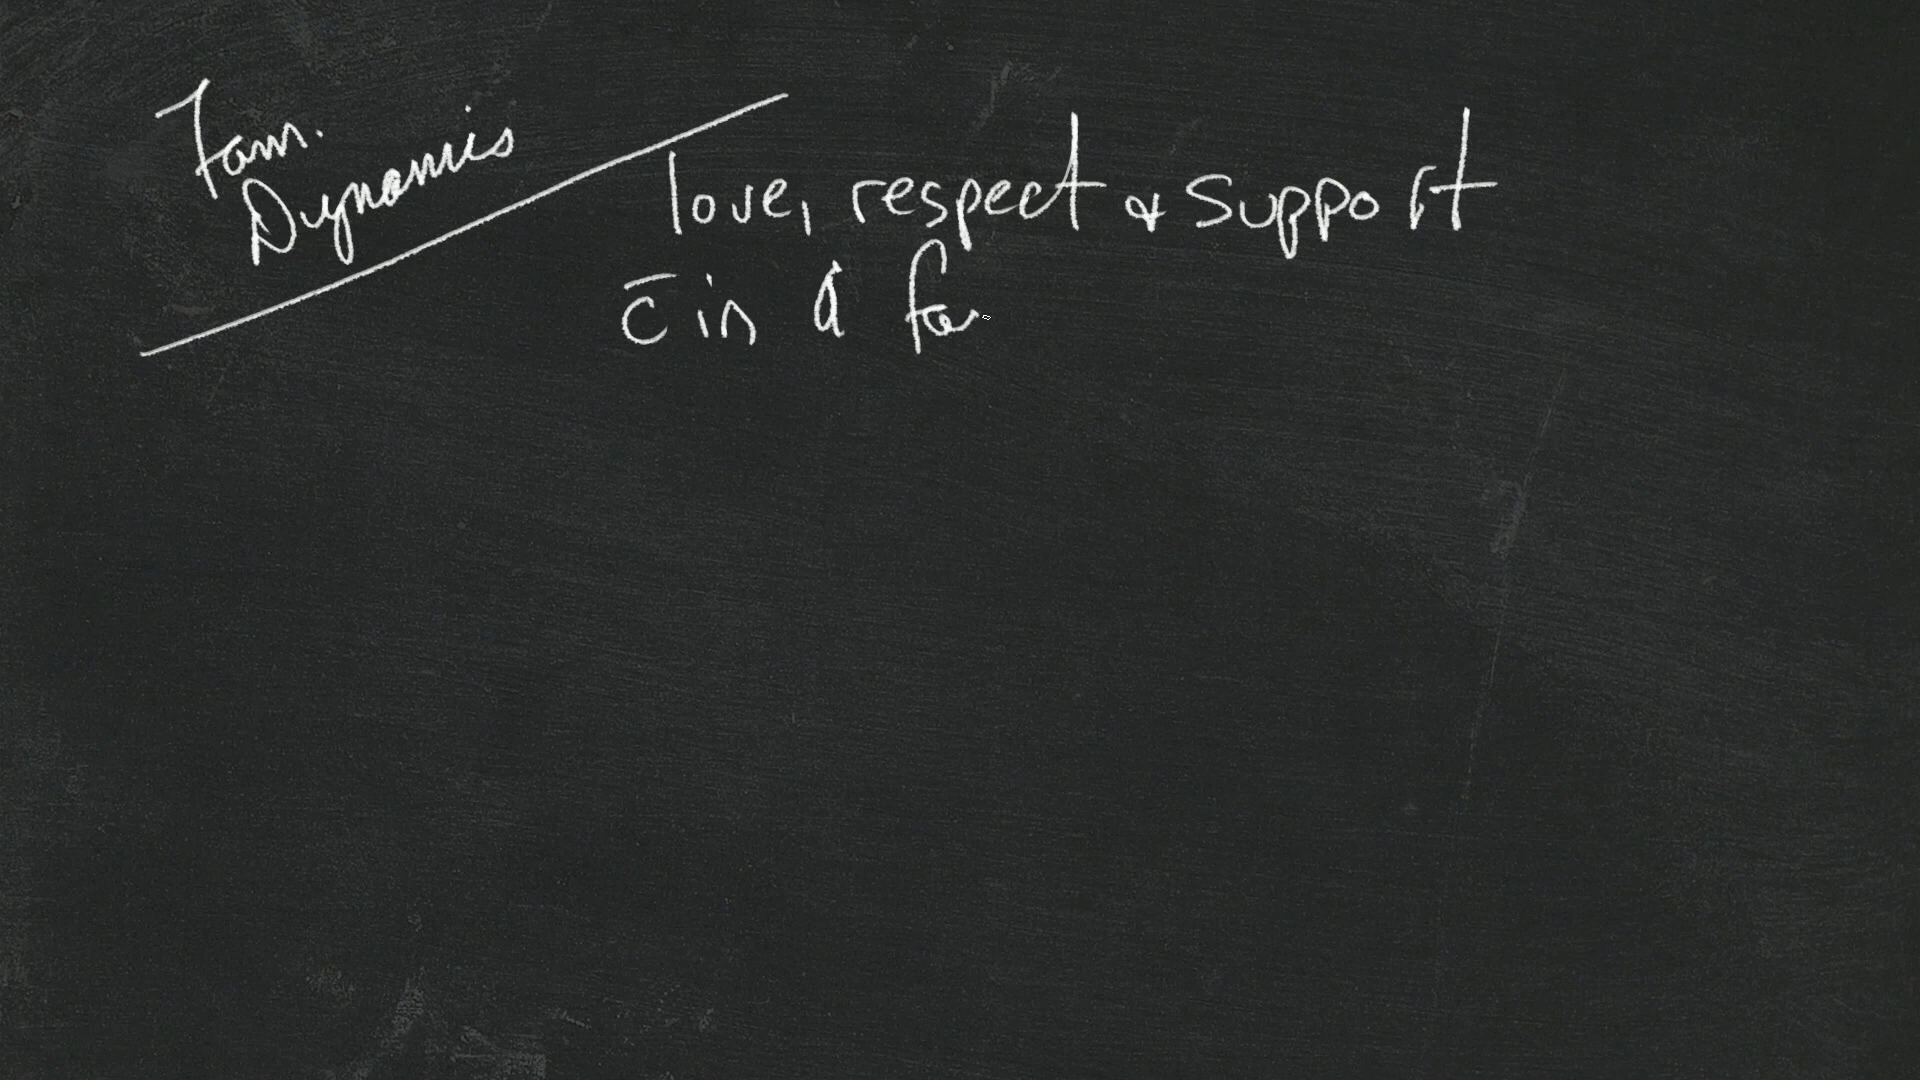 Fam.
Dynamics
love, respect & support
c̄ in a fa